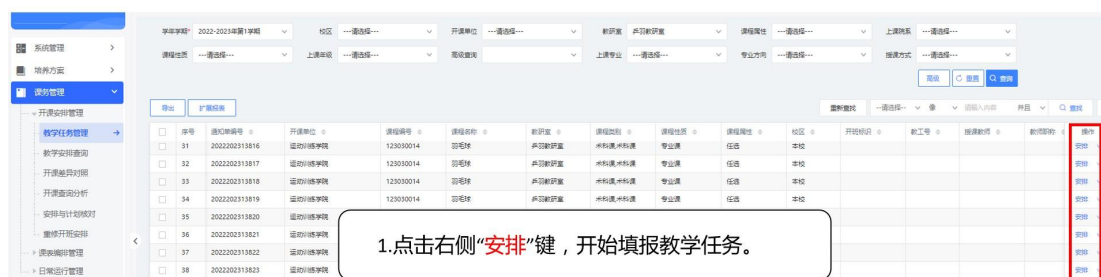 学年学期* 2022-2023学年第1学期 校区 ---请选择--- 开课单位 ---请选择--- 教研室 乒羽教研室 课程属性 ---请选择--- 上课院系 ---请选择---
系统管理
课程性质 ---请选择--- 上课年级 ---请选择--- 高级查询 上课专业 ---请选择--- 专业方向 ---请选择--- 授课方式 ---请选择---
培养方案
高级 重置 查询
课务管理
导出 扩展报表 重新查找 --请选择-- 像 请输入内容 并且 查找
开课安排管理
教学任务管理
序号 通知单编号 开课单位 课程编号 课程名称 教研室 课程类别 课程性质 课程属性 校区 开班标识 教工号 授课教师 教师职称 操作
31 2022202313816 运动训练学院 123030014 羽毛球 乒羽教研室 术科课,术科课 专业课 任选 本校 安排
教学安排查询
32 2022202313817 运动训练学院 123030014 羽毛球 乒羽教研室 术科课,术科课 专业课 任选 本校 安排
开课差异对照
33 2022202313818 运动训练学院 123030014 羽毛球 乒羽教研室 术科课,术科课 专业课 任选 本校 安排
开课查询分析
34 2022202313819 运动训练学院 123030014 羽毛球 乒羽教研室 术科课,术科课 专业课 任选 本校 安排
安排与计划核对
35 2022202313820 运动训练学院 安排
重修开班安排
36 2022202313821 运动训练学院 安排
1.点击右侧“安排”键，开始填报教学任务。
课表编排管理
37 2022202313822 运动训练学院 安排
日常运行管理
38 2022202313823 运动训练学院 安排